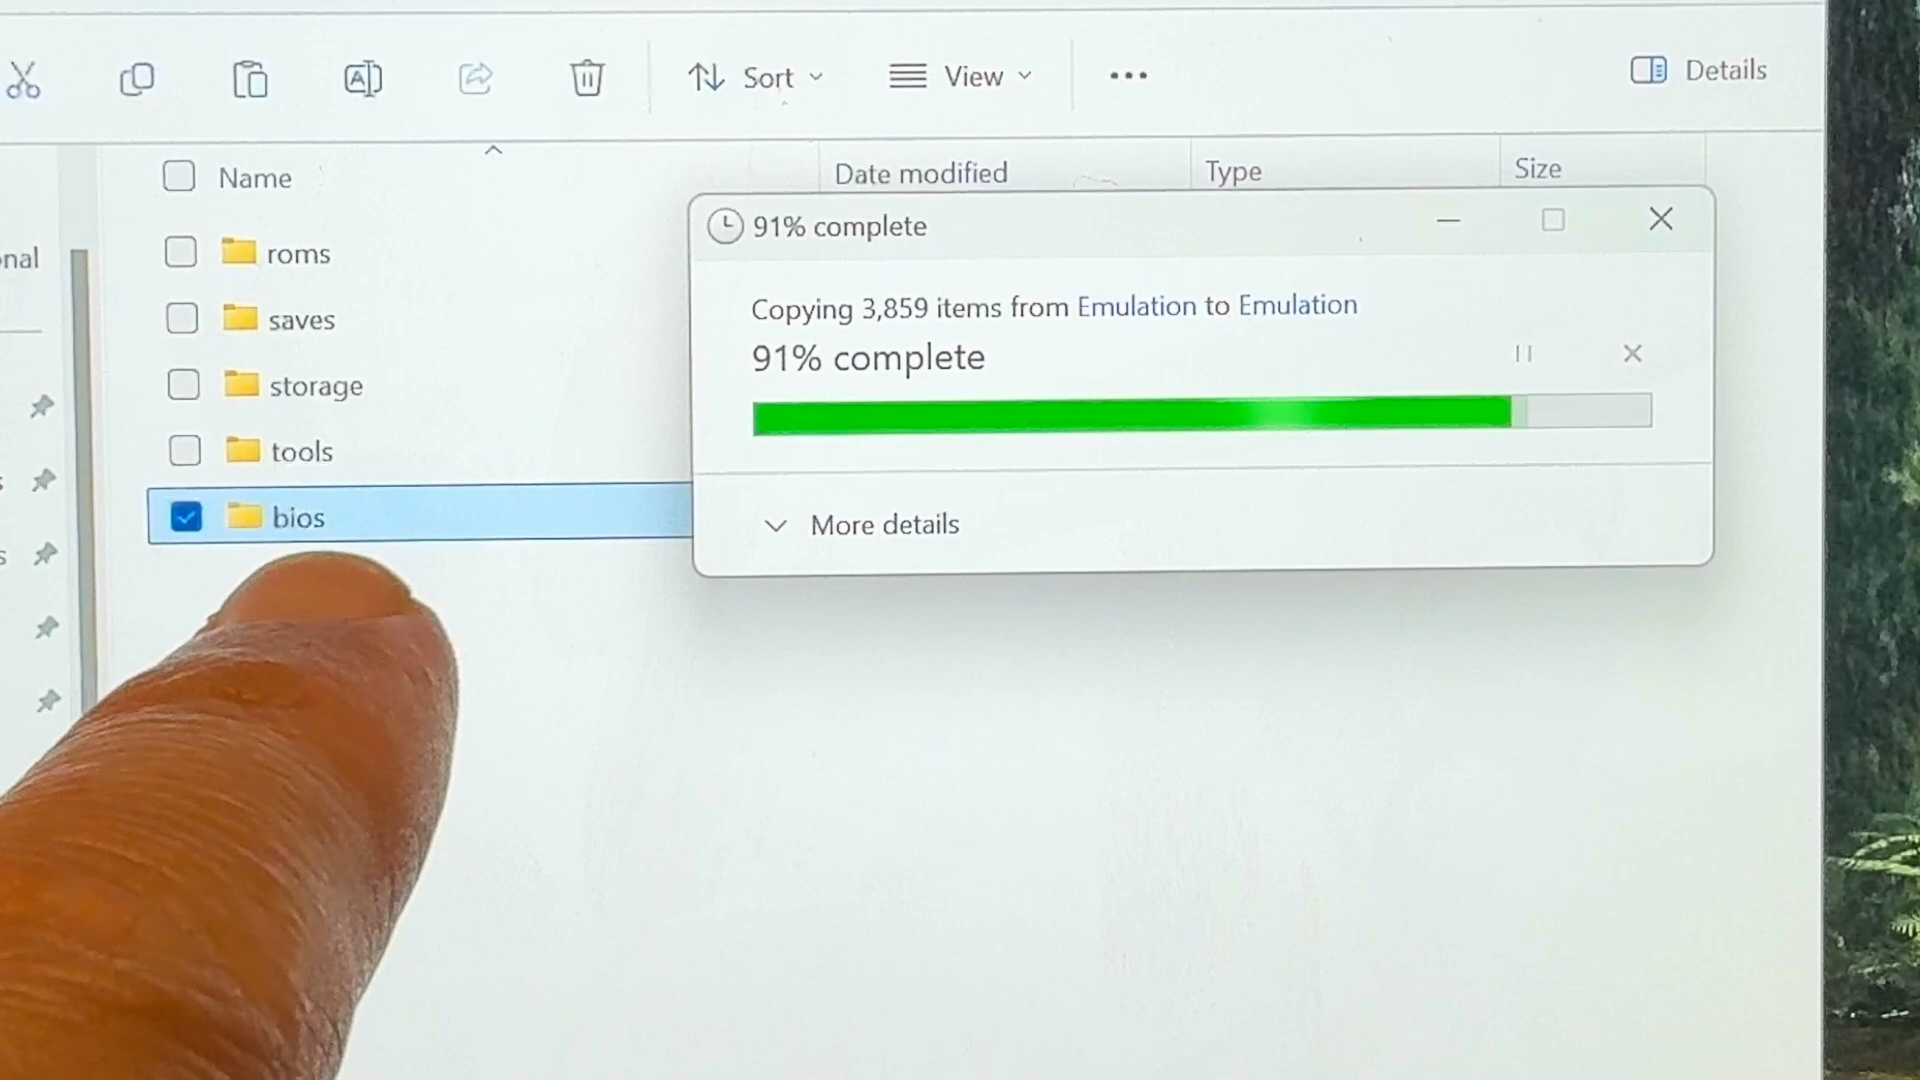 Sort
View
Details
Name
Date modified
Type
Size
nal
roms
saves
storage
tools
bios
s
s
91% complete
Copying 3,859 items from Emulation to Emulation
91% complete
More details